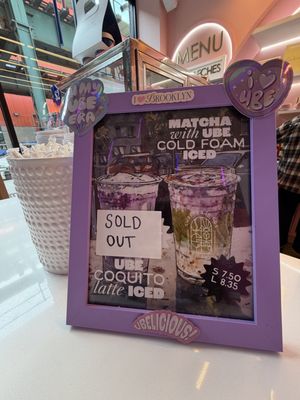 MENU
MY
UBE
ERA
I ♥ BROOKLYN
I ♥
UBE
MATCHA
with UBE
COLD FOAM
ICED
SOLD
OUT
UBE
COQUITO
latte ICED
S 7.50
L 8.35
UBELICIOUS!